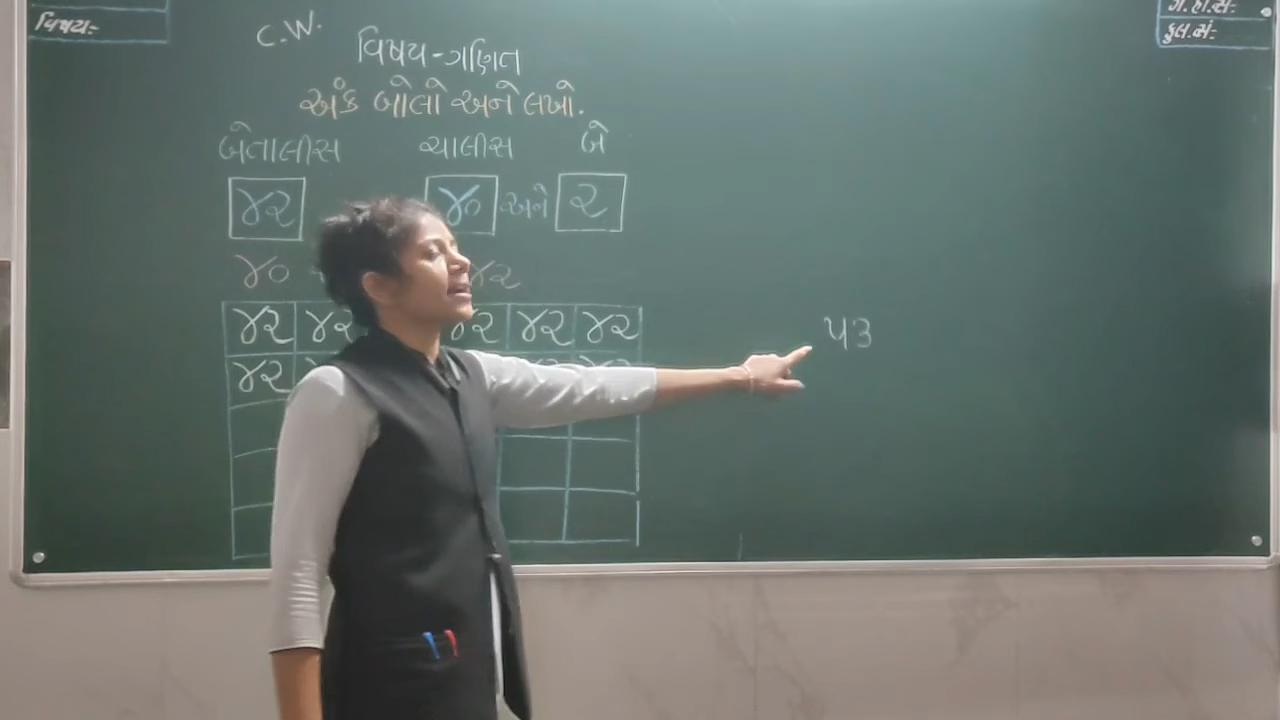 વિષય:-
ગ.હા.સં:-
કુલ.સં:-
C.W.
વિષય-ગણિત
અંક બોલો અને લખો.
બેતાલીસ ચાલીસ બે
૪૨ ૪૦ અને ૨
૪૦ ૪૨
૪૨ ૪૨ ૪૨ ૪૨ ૪૨
૪૨
૫૩